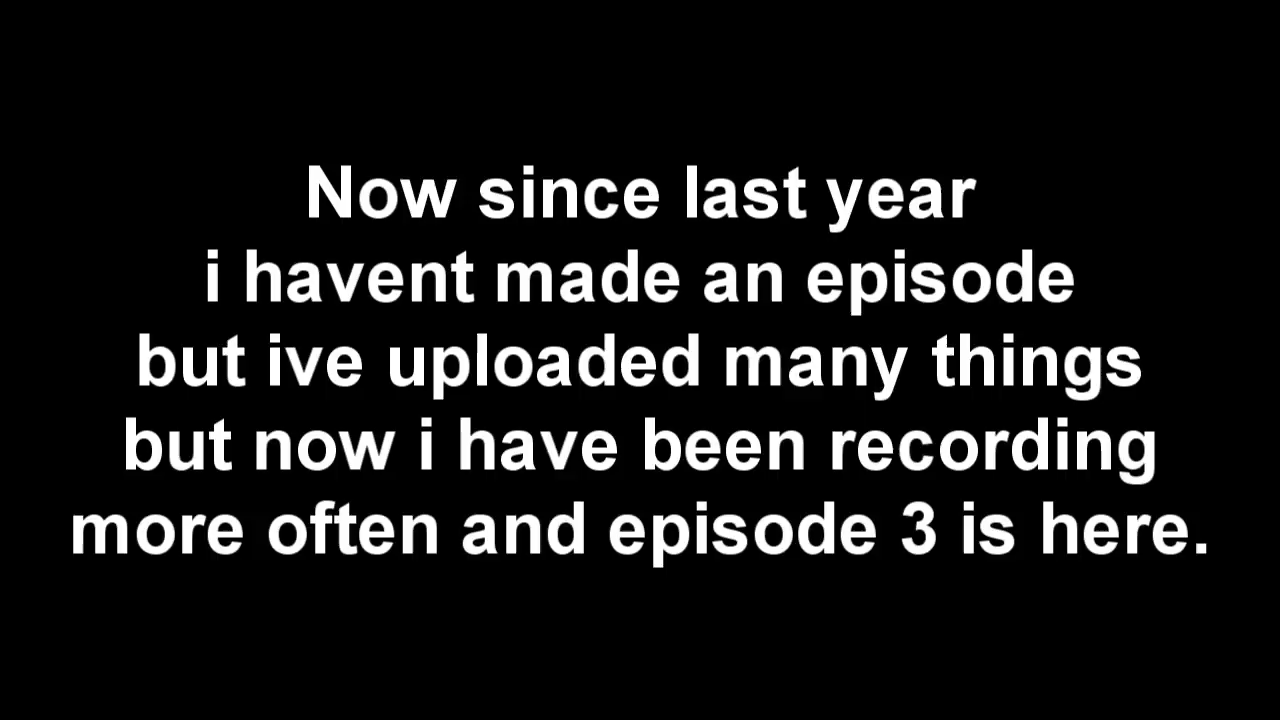 Now since last year
i havent made an episode
but ive uploaded many things
but now i have been recording
more often and episode 3 is here.